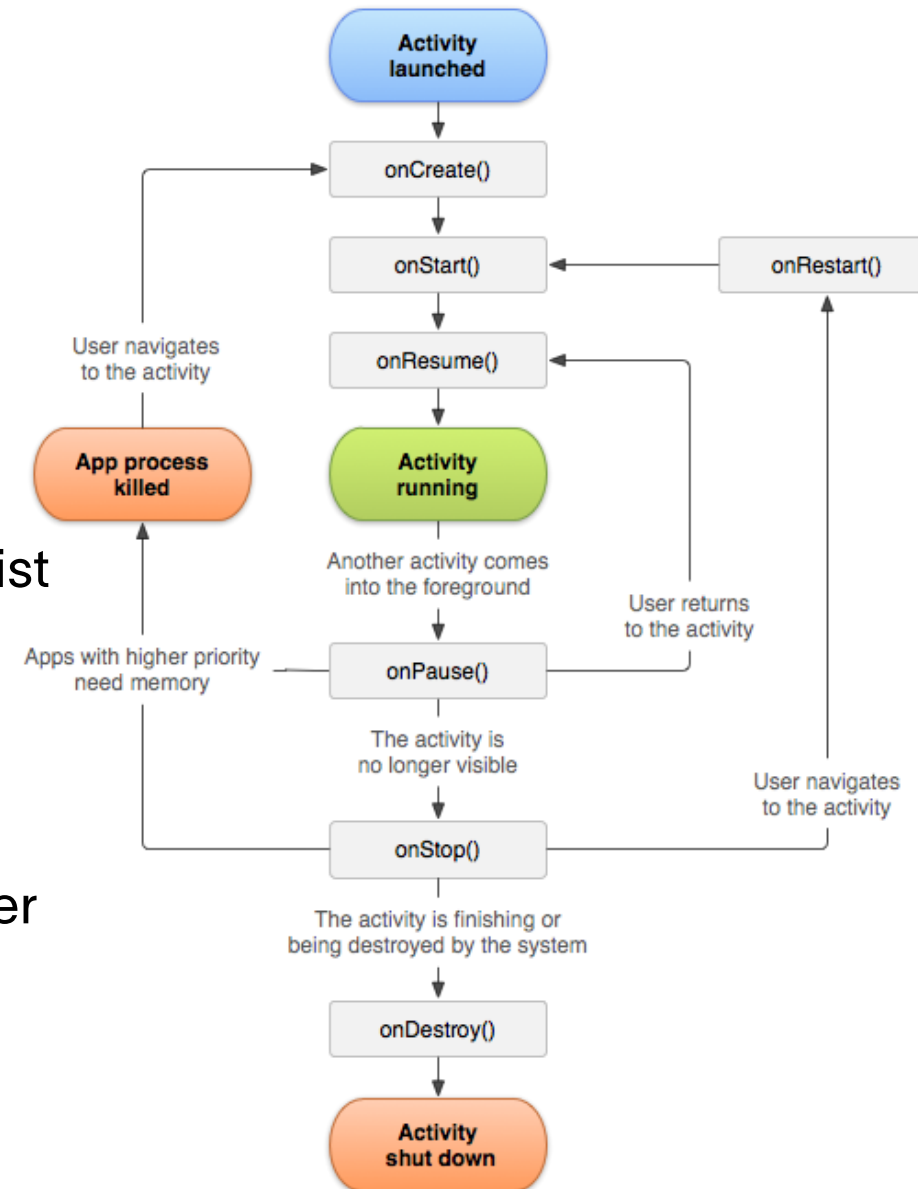 Activity
launched
onCreate()
onStart()
onRestart()
User navigates
to the activity
onResume()
App process
killed
Activity
running
ist
Another activity comes
into the foreground
User returns
to the activity
Apps with higher priority
need memory
onPause()
The activity is
no longer visible
User navigates
to the activity
onStop()
er
The activity is finishing or
being destroyed by the system
onDestroy()
Activity
shut down